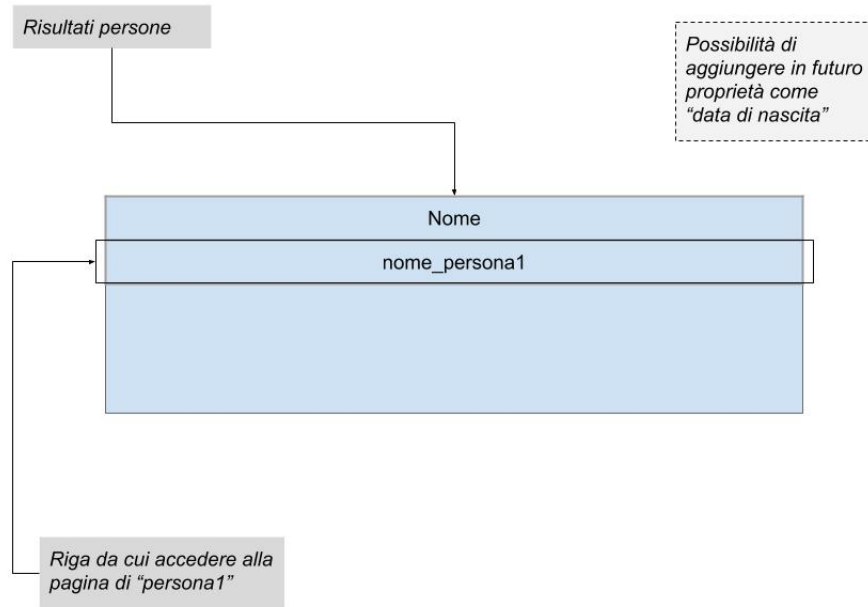 Risultati persone
Possibilità di
aggiungere in futuro
proprietà come
“data di nascita”
Nome
nome_persona1
Riga da cui accedere alla
pagina di “persona1”